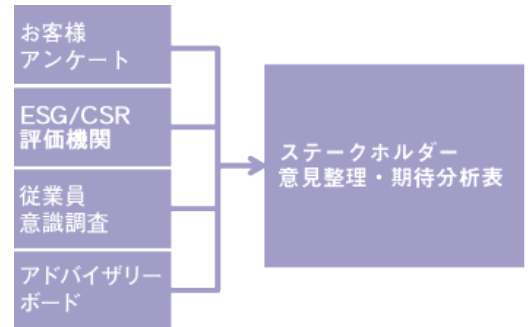 お客様
アンケート
ESG/CSR
評価機関
従業員
意識調査
アドバイザリー
ボード
ステークホルダー
意見整理・期待分析表